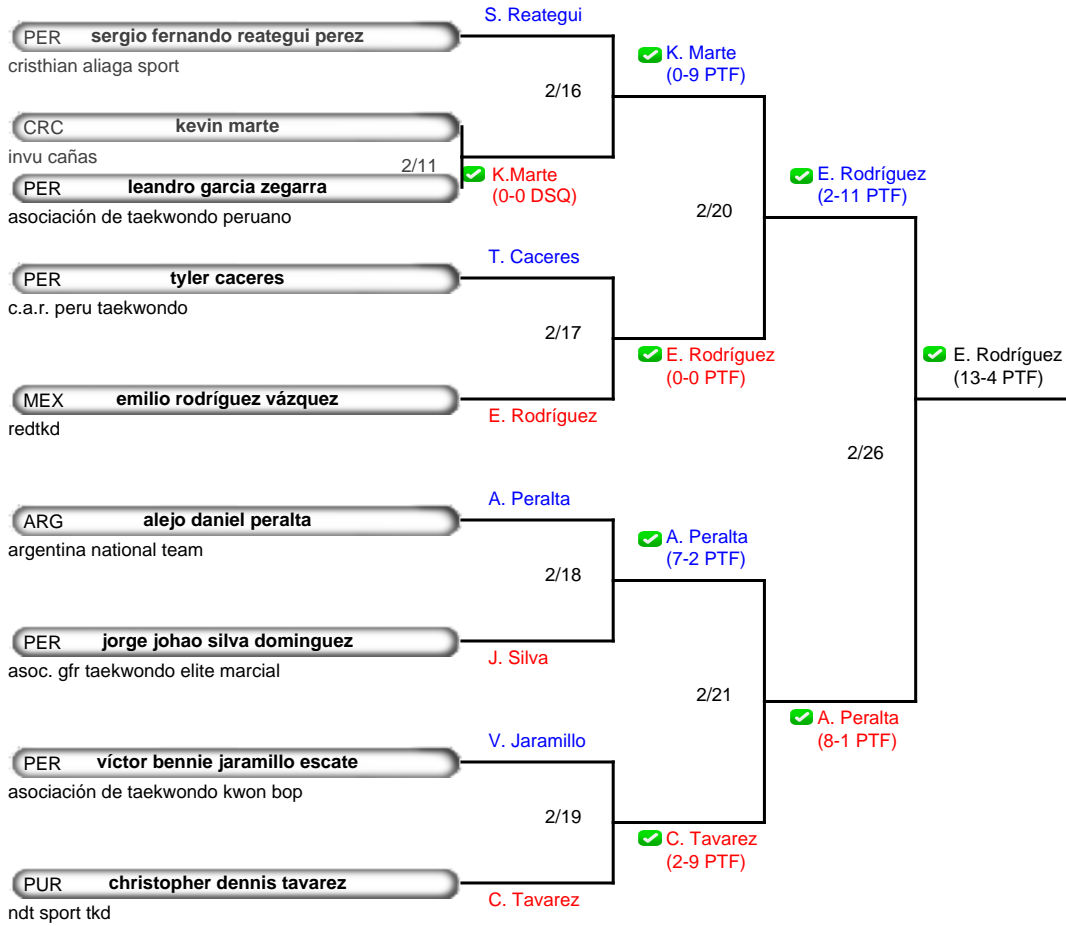 S. Reategui
PER sergio fernando reategui perez
cristhian aliaga sport
K. Marte
(0-9 PTF)
2/16
CRC kevin marte
invu cañas
2/11
K.Marte
(0-0 DSQ)
PER leandro garcia zegarra
asociación de taekwondo peruano
E. Rodríguez
(2-11 PTF)
2/20
T. Caceres
PER tyler caceres
c.a.r. peru taekwondo
2/17
E. Rodríguez
(0-0 PTF)
MEX emilio rodríguez vázquez
redtkd
E. Rodríguez
E. Rodríguez
(13-4 PTF)
2/26
A. Peralta
ARG alejo daniel peralta
argentina national team
A. Peralta
(7-2 PTF)
2/18
PER jorge johao silva dominguez
asoc. gfr taekwondo elite marcial
J. Silva
2/21
A. Peralta
(8-1 PTF)
V. Jaramillo
PER víctor bennie jaramillo escate
asociación de taekwondo kwon bop
2/19
C. Tavarez
(2-9 PTF)
PUR christopher dennis tavarez
ndt sport tkd
C. Tavarez